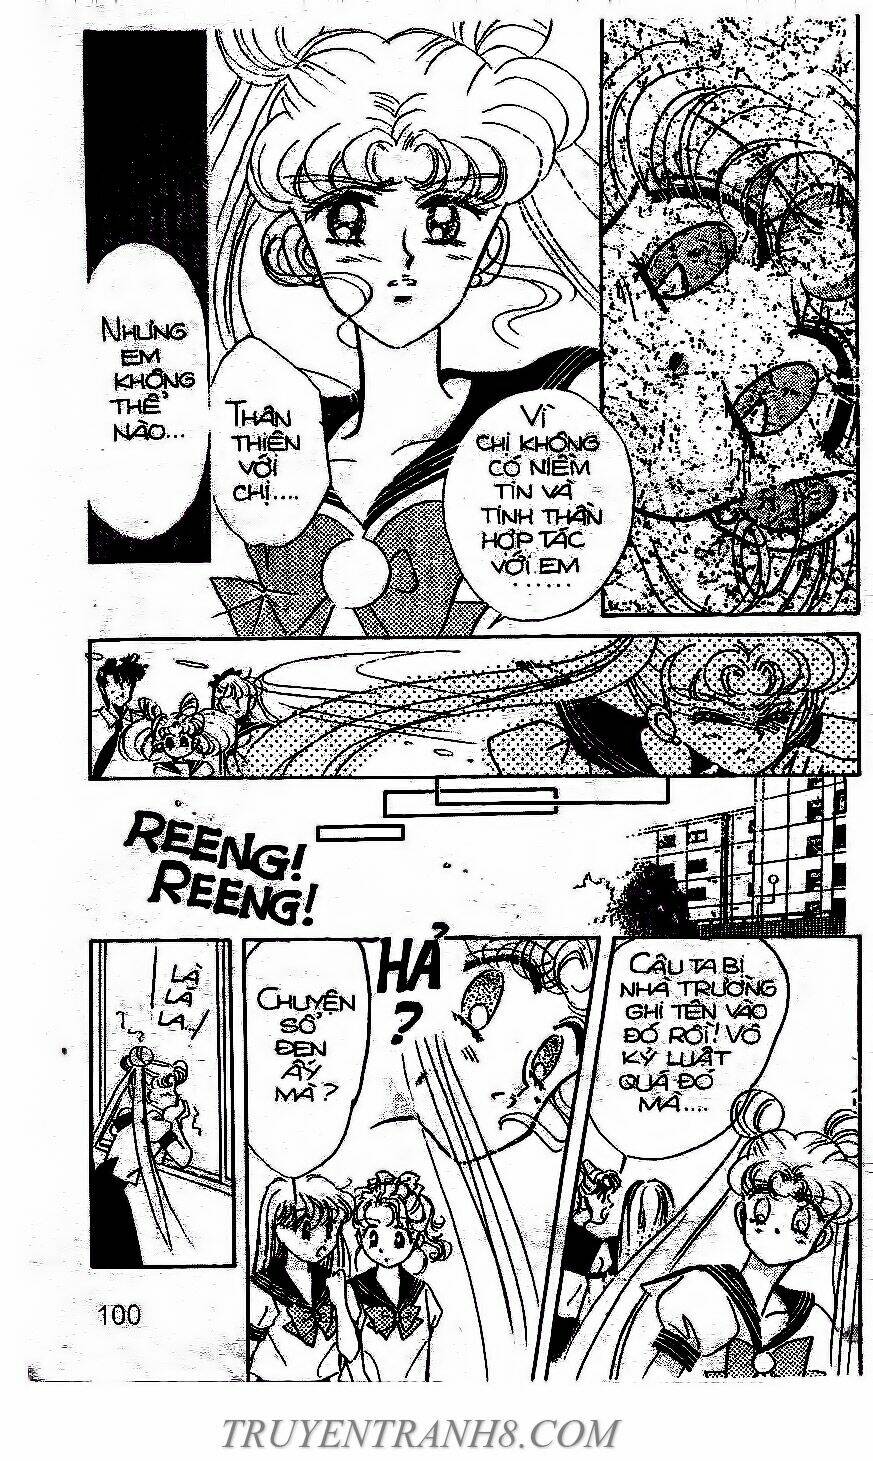 NHƯNG
EM
KHÔNG
THỂ
NÀO...
THÂN
THIỆN
VỚI
CHỊ....
VÌ
CHỊ KHÔNG
CÓ NIỀM
TIN VÀ
TINH THẦN
HỢP TÁC
VỚI EM
......
REENG!
REENG!
LÀ
LÁ
LA..!
CHUYỆN
SỔ
ĐEN
ẤY
MÀ?
HẢ
?
CẬU TA BỊ
NHÀ TRƯỜNG
GHI TÊN VÀO
ĐÓ RỒI! VÔ
KỶ LUẬT
QUÁ ĐÓ
MÀ....
100
TRUYENTRANH8.COM